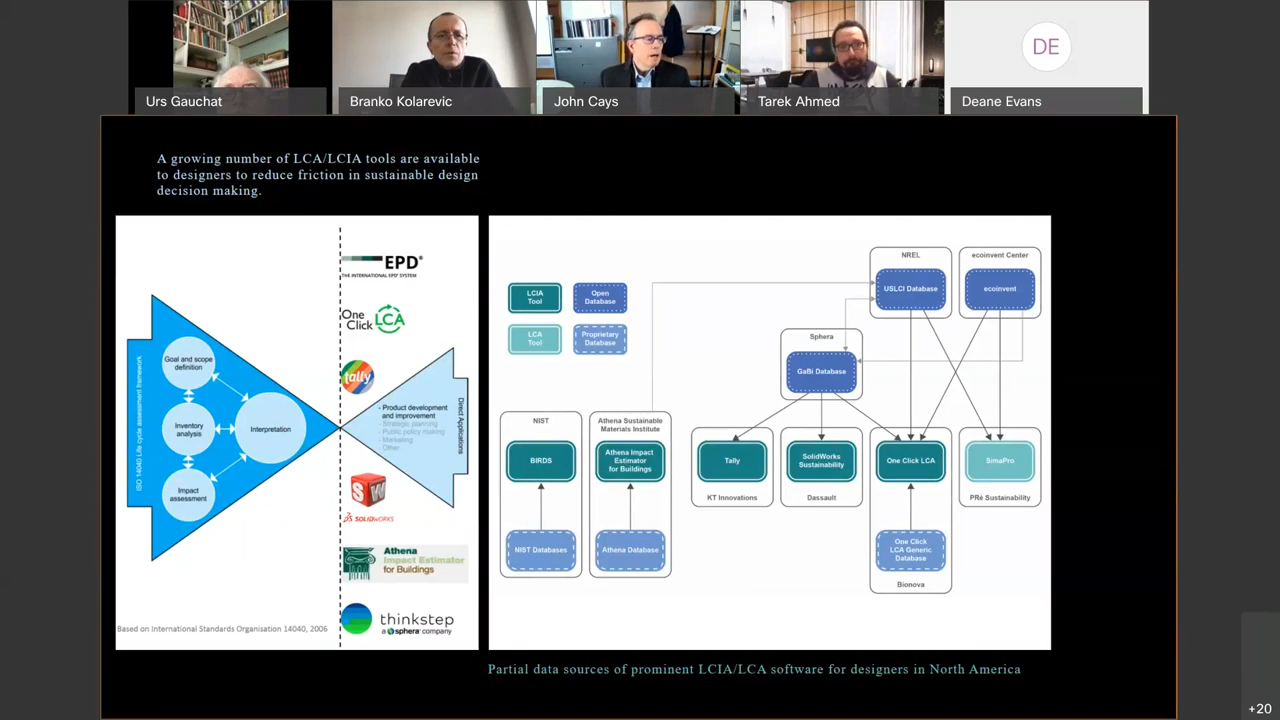 Urs Gauchat
Branko Kolarevic
John Cays
Tarek Ahmed
DE
Deane Evans
A growing number of LCA/LCIA tools are available
to designers to reduce friction in sustainable design
decision making.
ISO 14040 Life cycle assessment framework
Goal and scope
definition
Inventory
analysis
Impact
assessment
Interpretation
EPD®
THE INTERNATIONAL EPD® SYSTEM
One
Click
LCA
tally
- Product development
and improvement
- Strategic planning
- Public policy making
- Marketing
- Other
Direct Applications
SW
SOLIDWORKS
Athena
Impact Estimator
for Buildings
thinkstep
a sphera company
Based on International Standards Organisation 14040, 2006
LCIA
Tool
Open
Database
LCA
Tool
Proprietary
Database
NREL
USLCI Database
ecoinvent Center
ecoinvent
Sphera
GaBi Database
NIST
BIRDS
NIST Databases
Athena Sustainable
Materials Institute
Athena Impact
Estimator
for Buildings
Athena Database
Tally
KT Innovations
SolidWorks
Sustainability
Dassault
One Click LCA
One Click
LCA Generic
Database
Bionova
SimaPro
PRé Sustainability
Partial data sources of prominent LCIA/LCA software for designers in North America
+20